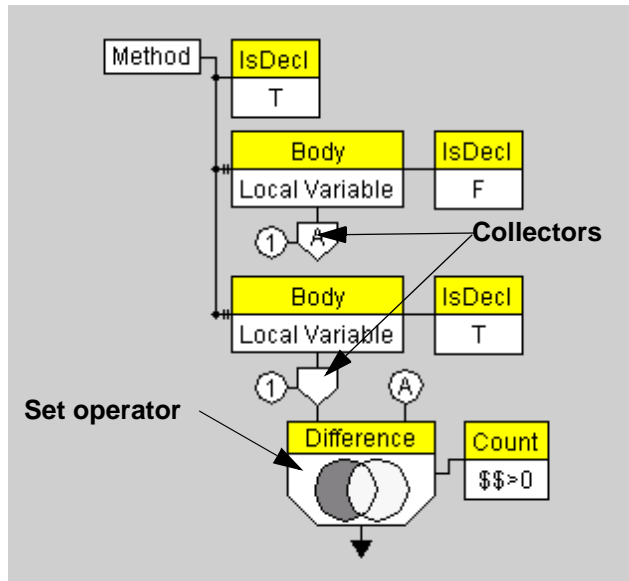 Method
IsDecl
T
Body
IsDecl
Local Variable
F
1
A
Collectors
Body
IsDecl
Local Variable
T
1
A
Set operator
Difference
Count
$$>0